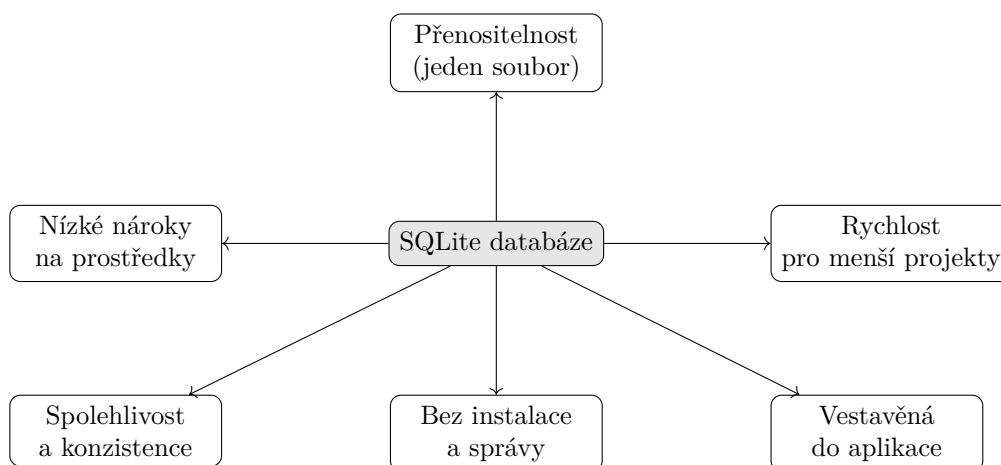 Přenositelnost
(jeden soubor)
Nízké nároky
na prostředky
SQLite databáze
Rychlost
pro menší projekty
Spolehlivost
a konzistence
Bez instalace
a správy
Vestavěná
do aplikace